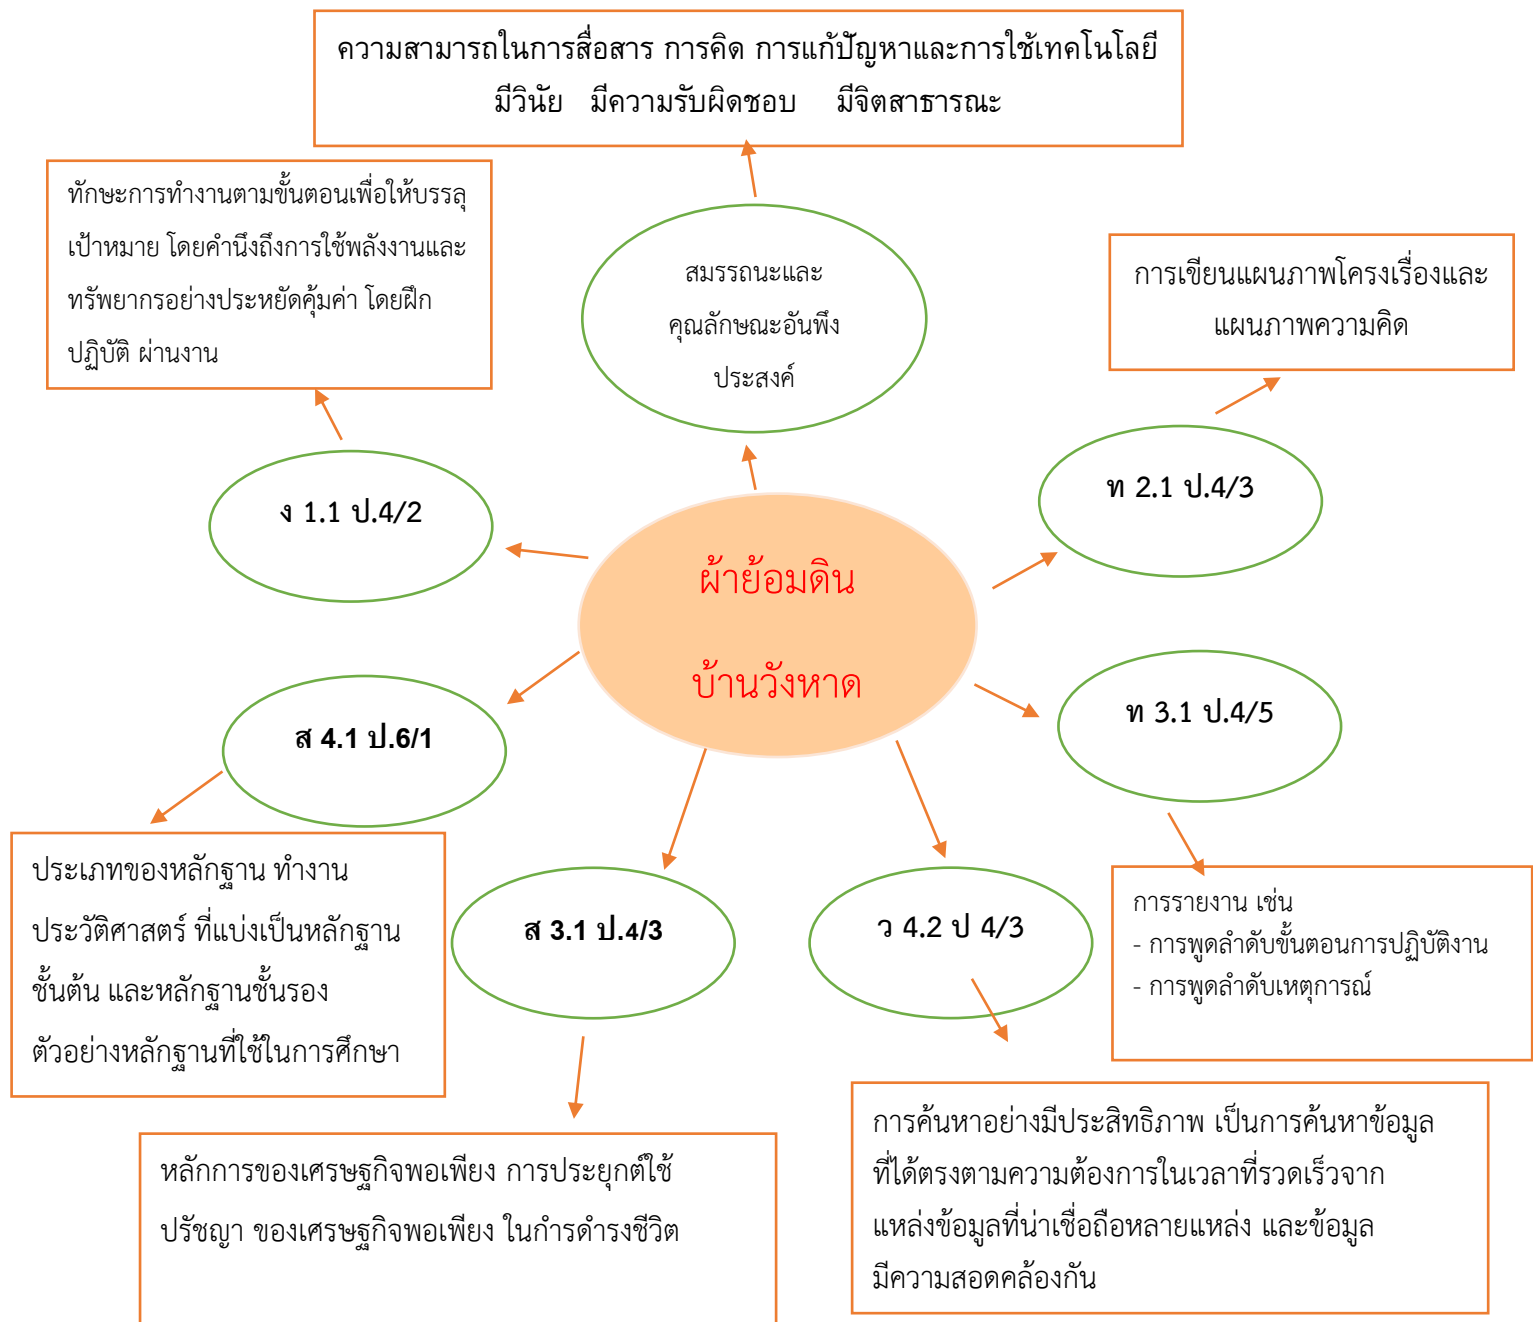 ความสามารถในการสื่อสาร การคิด การแก้ปัญหาและการใช้เทคโนโลยี
มีวินัย มีความรับผิดชอบ มีจิตสาธารณะ
ทักษะการทำงานตามขั้นตอนเพื่อให้บรรลุ
เป้าหมาย โดยคำนึงถึงการใช้พลังงานและ
ทรัพยากรอย่างประหยัดคุ้มค่า โดยฝึก
ปฏิบัติ ผ่านงาน
สมรรถนะและ
คุณลักษณะอันพึง
ประสงค์
การเขียนแผนภาพโครงเรื่องและ
แผนภาพความคิด
ง 1.1 ป.4/2
ท 2.1 ป.4/3
ผ้าย้อมดิน
บ้านวังหาด
ส 4.1 ป.6/1
ท 3.1 ป.4/5
ประเภทของหลักฐาน ทำงาน
ประวัติศาสตร์ ที่แบ่งเป็นหลักฐาน
ชั้นต้น และหลักฐานชั้นรอง
ตัวอย่างหลักฐานที่ใช้ในการศึกษา
ส 3.1 ป.4/3
ว 4.2 ป 4/3
การรายงาน เช่น
- การพูดลำดับขั้นตอนการปฏิบัติงาน
- การพูดลำดับเหตุการณ์
หลักการของเศรษฐกิจพอเพียง การประยุกต์ใช้
ปรัชญา ของเศรษฐกิจพอเพียง ในกำรดำรงชีวิต
การค้นหาอย่างมีประสิทธิภาพ เป็นการค้นหาข้อมูล
ที่ได้ตรงตามความต้องการในเวลาที่รวดเร็วจาก
แหล่งข้อมูลที่น่าเชื่อถือหลายแหล่ง และข้อมูล
มีความสอดคล้องกัน